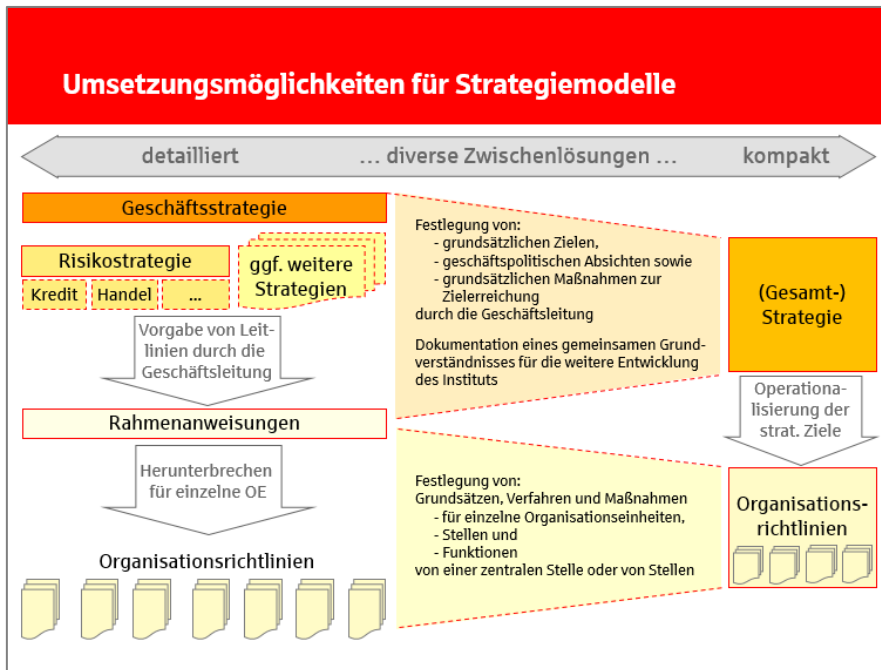 Umsetzungsmöglichkeiten für Strategiemodelle
detailliert
... diverse Zwischenlösungen ...
kompakt
Geschäftsstrategie
Risikostrategie
Kredit
Handel
...
ggf. weitere
Strategien
Vorgabe von Leit-
linien durch die
Geschäftsleitung
Rahmenanweisungen
Herunterbrechen
für einzelne OE
Organisationsrichtlinien
Festlegung von:
- grundsätzlichen Zielen,
- geschäftspolitischen Absichten sowie
- grundsätzlichen Maßnahmen zur
Zielerreichung
durch die Geschäftsleitung
Dokumentation eines gemeinsamen Grund-
verständnisses für die weitere Entwicklung
des Instituts
Festlegung von:
Grundsätzen, Verfahren und Maßnahmen
- für einzelne Organisationseinheiten,
- Stellen und
- Funktionen
von einer zentralen Stelle oder von Stellen
(Gesamt-)
Strategie
Operationa-
lisierung der
strat. Ziele
Organisations-
richtlinien